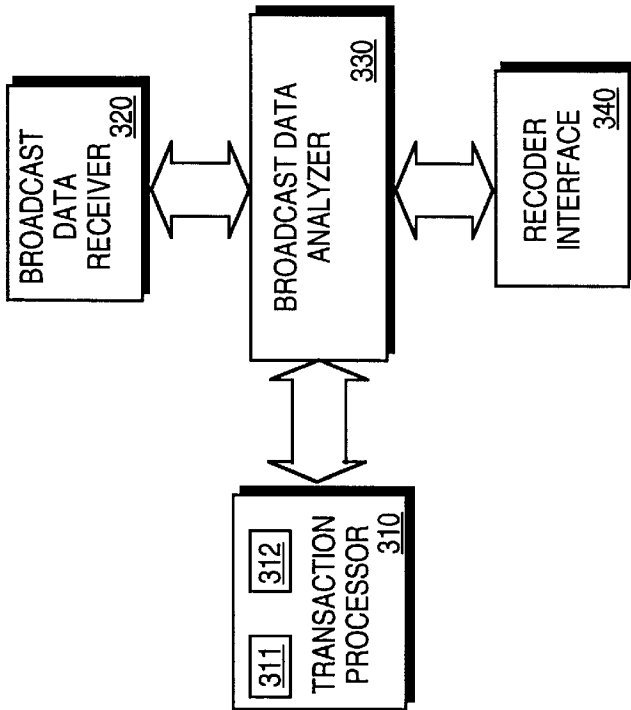 BROADCAST
DATA
RECEIVER
320
BROADCAST DATA
ANALYZER
330
RECODER
INTERFACE
340
311
312
TRANSACTION
PROCESSOR
310